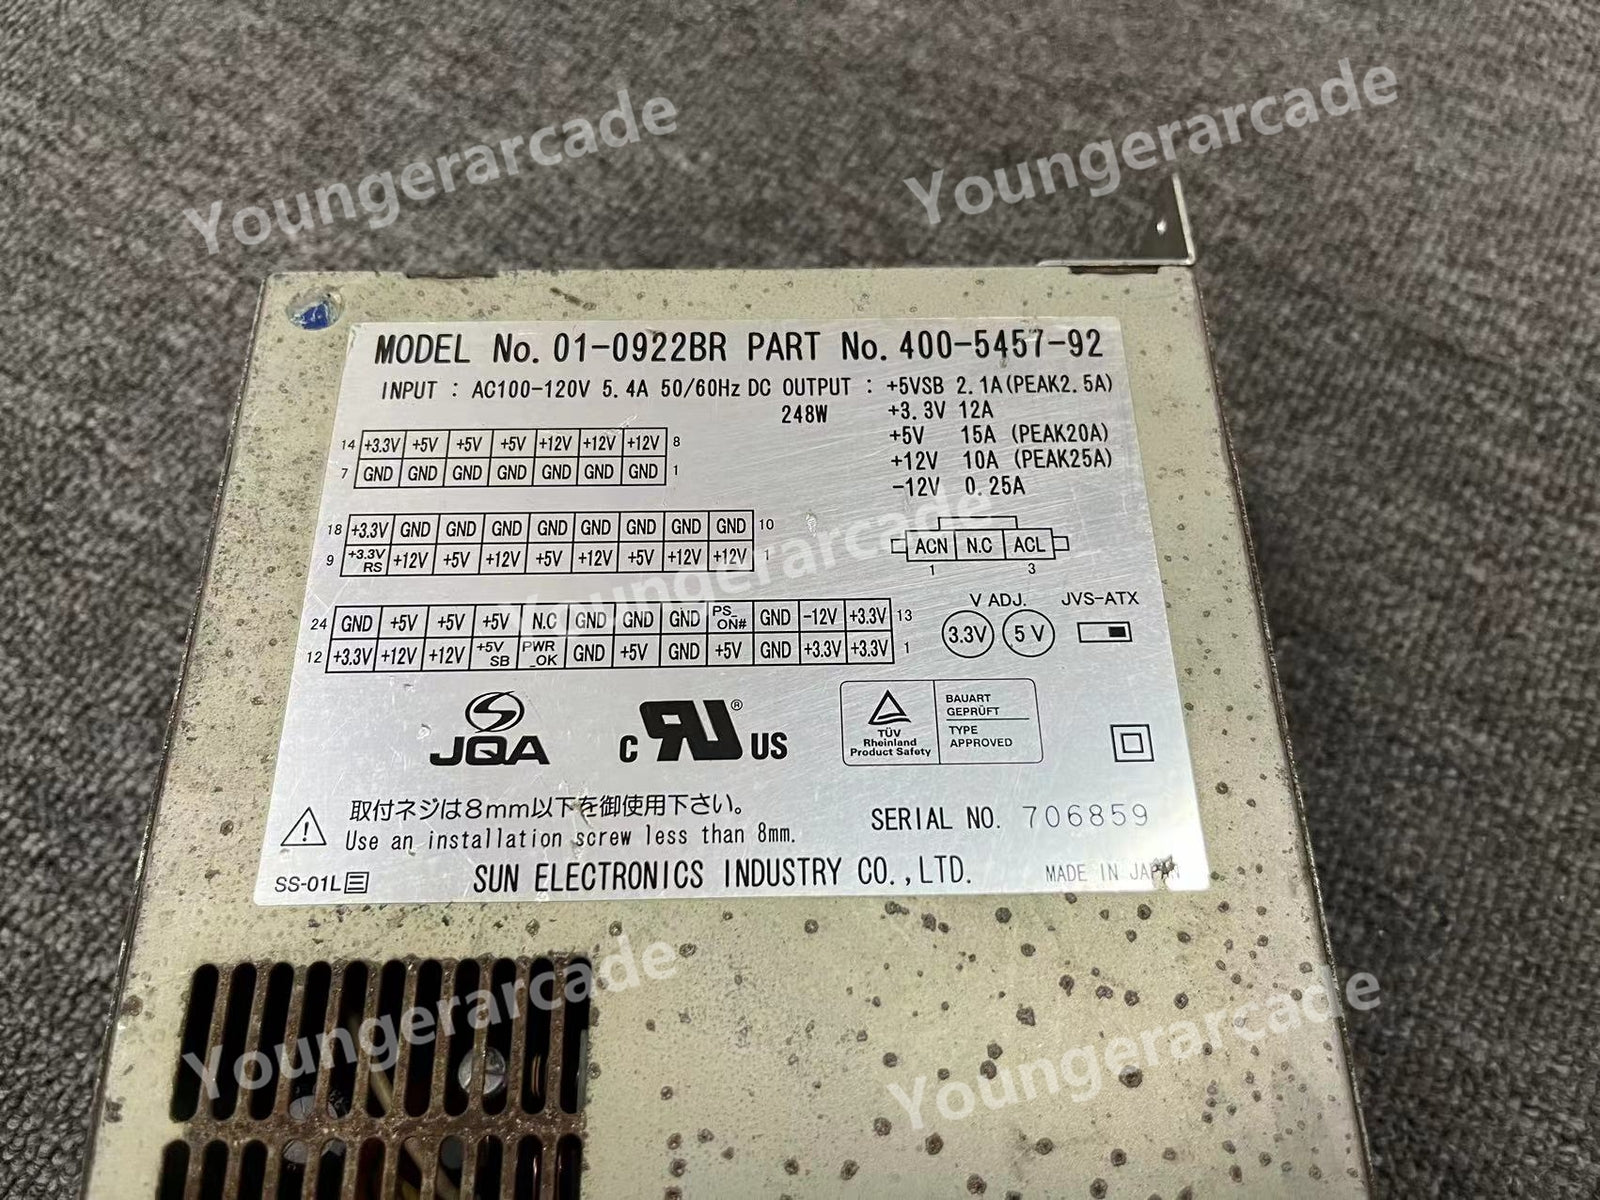 Youngerarcade
Youngerarcade
MODEL No. 01-0922BR PART No. 400-5457-92
INPUT : AC100-120V 5.4A 50/60Hz DC OUTPUT : +5VSB 2.1A(PEAK2.5A)
248W +3.3V 12A
+5V 15A (PEAK20A)
+12V 10A (PEAK25A)
-12V 0.25A
14 +3.3V +5V +5V +5V +12V +12V +12V 8
7 GND GND GND GND GND GND GND 1
18 +3.3V GND GND GND GND GND GND GND GND 10
9 +3.3V RS +12V +5V +12V +5V +12V +5V +12V +12V 1
ACN N.C ACL
1 3
Youngerarcade
24 GND +5V +5V +5V N.C GND GND GND PS_ON# GND -12V +3.3V 13
12 +3.3V +12V +12V +5V SB PWR_OK GND +5V GND +5V GND +3.3V +3.3V 1
V ADJ. JVS-ATX
3.3V 5V
JQA
c RU ® US
TÜV
Rheinland
Product Safety
BAUART
GEPRÜFT
TYPE
APPROVED
取付ネジは8mm以下を御使用下さい。
Use an installation screw less than 8mm.
SERIAL NO. 706859
SS-01L
SUN ELECTRONICS INDUSTRY CO.,LTD.
MADE IN JAPAN
Youngerarcade
Youngerarcade